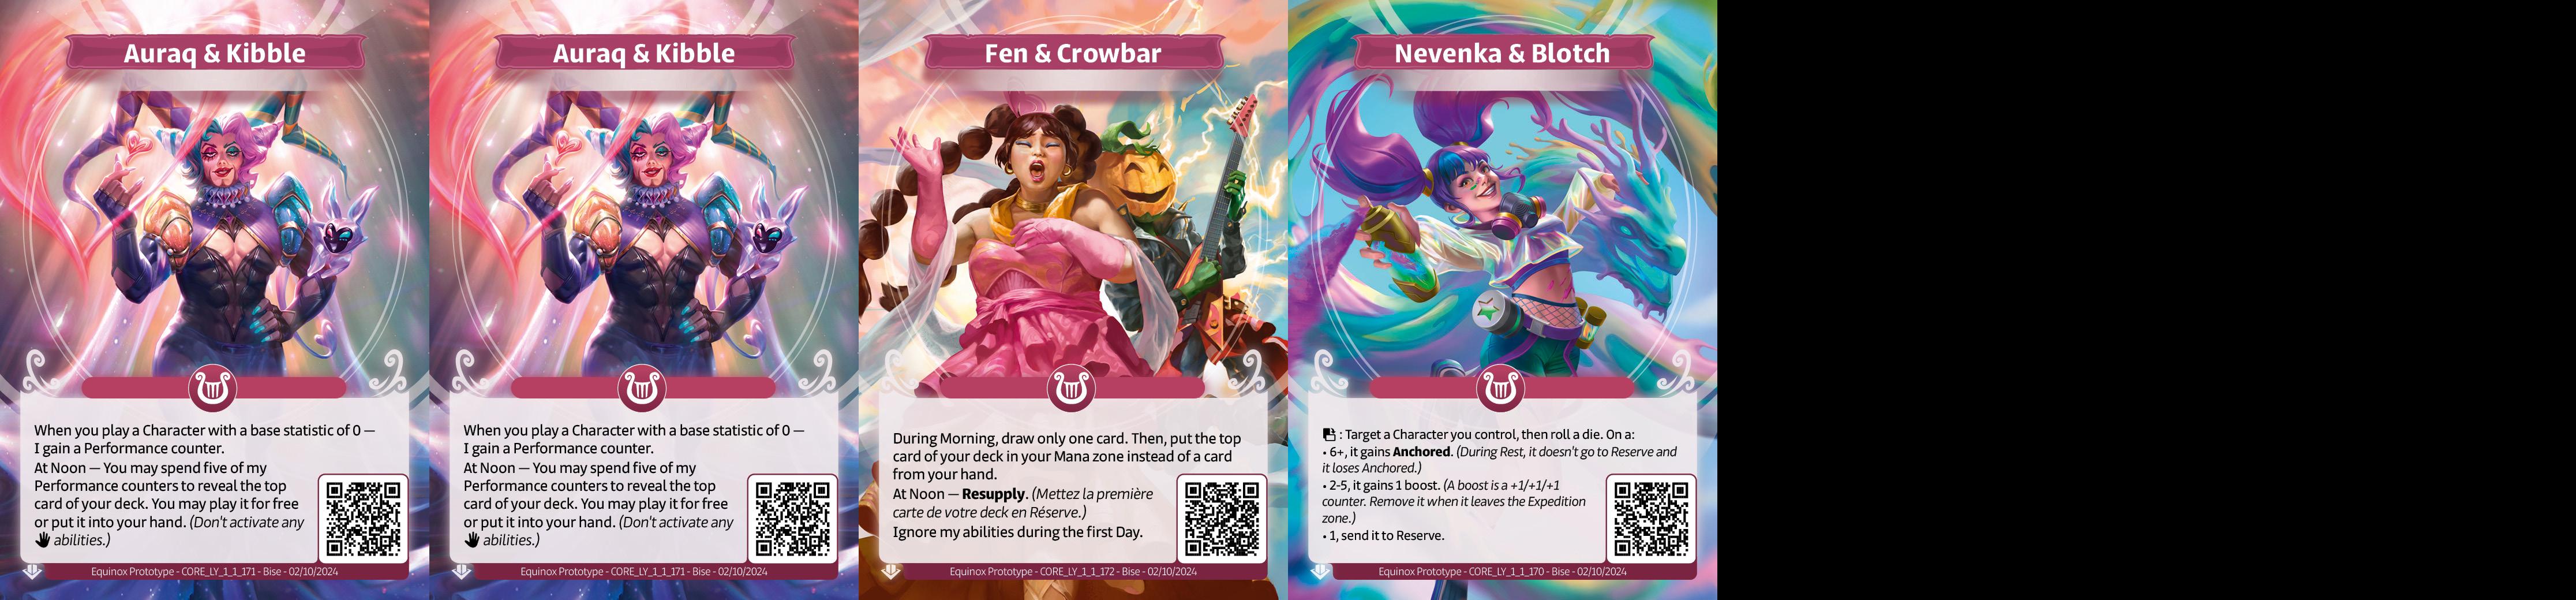 Auraq & Kibble
When you play a Character with a base statistic of 0 —
I gain a Performance counter.
At Noon — You may spend five of my
Performance counters to reveal the top
card of your deck. You may play it for free
or put it into your hand. (Don't activate any
abilities.)
Equinox Prototype - CORE_LY_1_1_171 - Bise - 02/10/2024
Auraq & Kibble
When you play a Character with a base statistic of 0 —
I gain a Performance counter.
At Noon — You may spend five of my
Performance counters to reveal the top
card of your deck. You may play it for free
or put it into your hand. (Don't activate any
abilities.)
Equinox Prototype - CORE_LY_1_1_171 - Bise - 02/10/2024
Fen & Crowbar
During Morning, draw only one card. Then, put the top
card of your deck in your Mana zone instead of a card
from your hand.
At Noon — Resupply. (Mettez la première
carte de votre deck en Réserve.)
Ignore my abilities during the first Day.
Equinox Prototype - CORE_LY_1_1_172 - Bise - 02/10/2024
Nevenka & Blotch
: Target a Character you control, then roll a die. On a:
• 6+, it gains Anchored. (During Rest, it doesn't go to Reserve and
it loses Anchored.)
• 2-5, it gains 1 boost. (A boost is a +1/+1/+1
counter. Remove it when it leaves the Expedition
zone.)
• 1, send it to Reserve.
Equinox Prototype - CORE_LY_1_1_170 - Bise - 02/10/2024